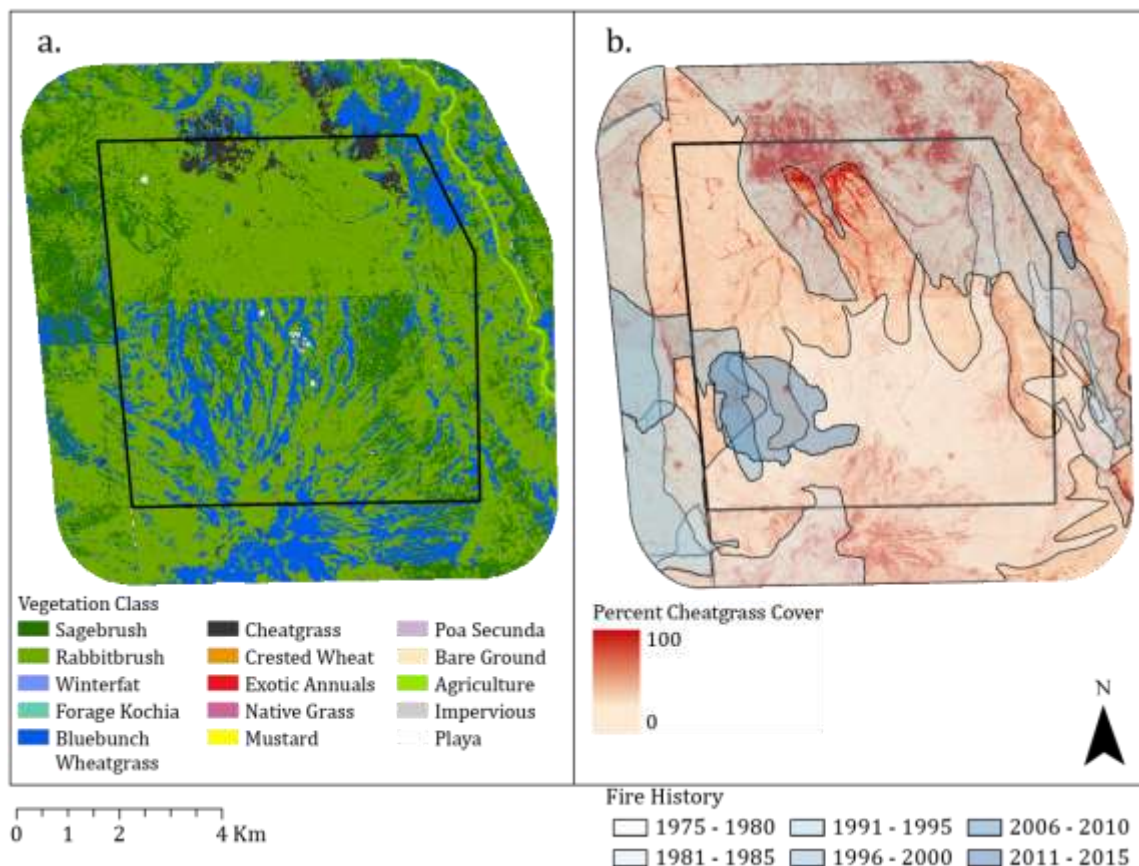 a.
b.
Vegetation Class
Sagebrush
Rabbitbrush
Winterfat
Forage Kochia
Bluebunch
Wheatgrass
Cheatgrass
Crested Wheat
Exotic Annuals
Native Grass
Mustard
Poa Secunda
Bare Ground
Agriculture
Impervious
Playa
Percent Cheatgrass Cover
100
0
N
0 1 2 4 Km
Fire History
1975 - 1980
1981 - 1985
1991 - 1995
1996 - 2000
2006 - 2010
2011 - 2015